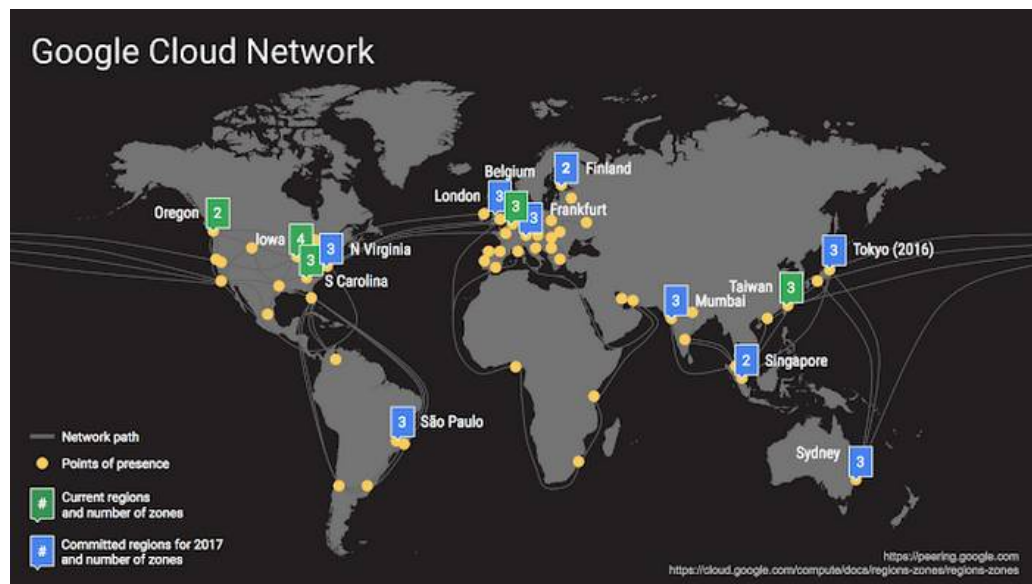 Google Cloud Network
2
Finland
Belgium
London
3
3
3
Frankfurt
Oregon
2
Iowa
4
3
N Virginia
3
S Carolina
3
Tokyo (2016)
Taiwan
3
3
Mumbai
2
Singapore
3
São Paulo
Sydney
3
Network path
Points of presence
#
Current regions
and number of zones
#
Committed regions for 2017
and number of zones
https://peering.google.com
https://cloud.google.com/compute/docs/regions-zones/regions-zones